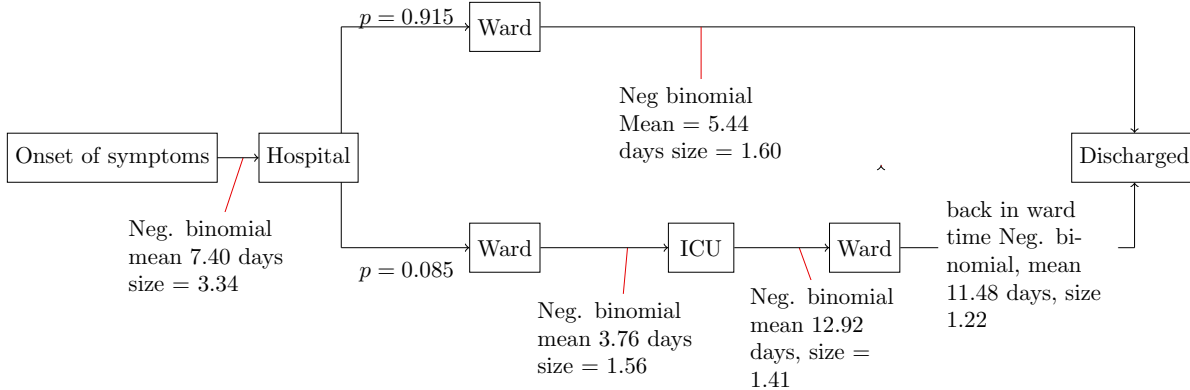 p = 0.915
Ward
Neg binomial
Mean = 5.44
days size = 1.60
Onset of symptoms
Hospital
Discharged
Neg. binomial
mean 7.40 days
size = 3.34
p = 0.085
Ward
ICU
Ward
back in ward
time Neg. bi-
nomial, mean
11.48 days, size
1.22
Neg. binomial
mean 3.76 days
size = 1.56
Neg. binomial
mean 12.92
days, size =
1.41